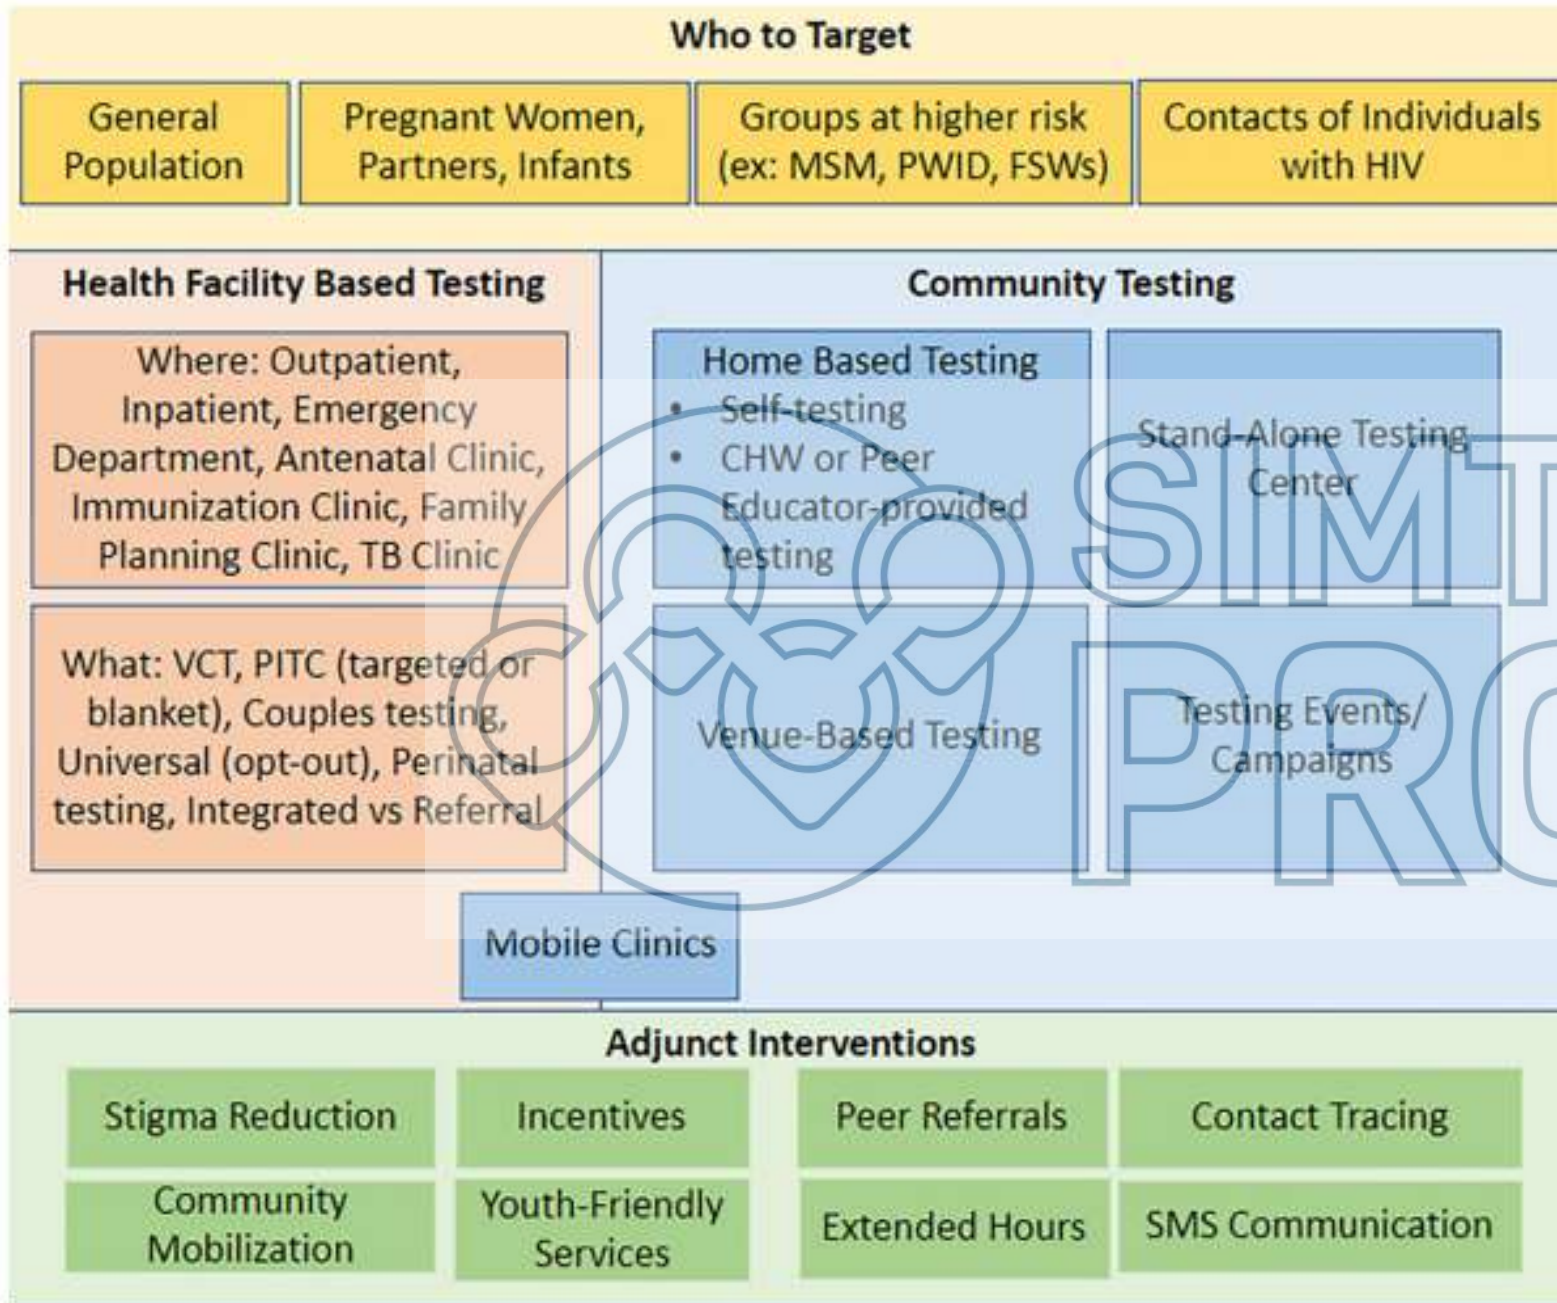 Who to Target
General
Population
Pregnant Women,
Partners, Infants
Groups at higher risk
(ex: MSM, PWID, FSWs)
Contacts of Individuals
with HIV
Health Facility Based Testing
Where: Outpatient,
Inpatient, Emergency
Department, Antenatal Clinic,
Immunization Clinic, Family
Planning Clinic, TB Clinic
What: VCT, PITC (targeted or
blanket), Couples testing,
Universal (opt-out), Perinatal
testing, Integrated vs Referral
Community Testing
Home Based Testing
• Self-testing
• CHW or Peer
Educator-provided
testing
Stand-Alone Testing
Center
Venue-Based Testing
Testing Events/
Campaigns
Mobile Clinics
SIMT
PRO
Adjunct Interventions
Stigma Reduction
Incentives
Peer Referrals
Contact Tracing
Community
Mobilization
Youth-Friendly
Services
Extended Hours
SMS Communication